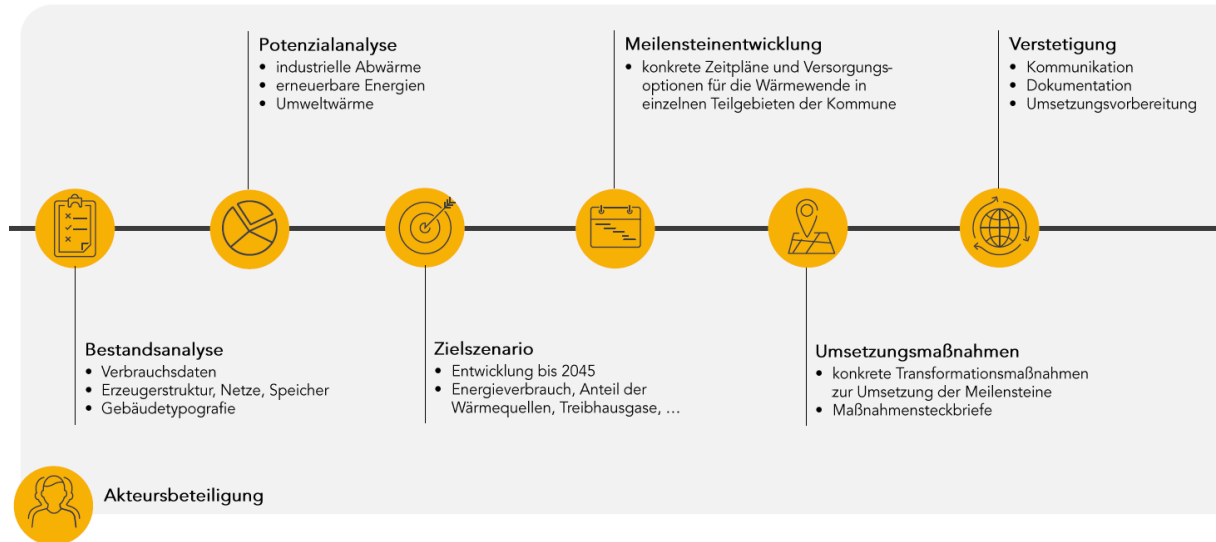 Potenzialanalyse
• industrielle Abwärme
• erneuerbare Energien
• Umweltwärme
Meilensteinentwicklung
• konkrete Zeitpläne und Versorgungs-
optionen für die Wärmewende in
einzelnen Teilgebieten der Kommune
Verstetigung
• Kommunikation
• Dokumentation
• Umsetzungsvorbereitung
Bestandsanalyse
• Verbrauchsdaten
• Erzeugerstruktur, Netze, Speicher
• Gebäudetypografie
Zielszenario
• Entwicklung bis 2045
• Energieverbrauch, Anteil der
Wärmequellen, Treibhausgase, …
Umsetzungsmaßnahmen
• konkrete Transformationsmaßnahmen
zur Umsetzung der Meilensteine
• Maßnahmensteckbriefe
Akteursbeteiligung